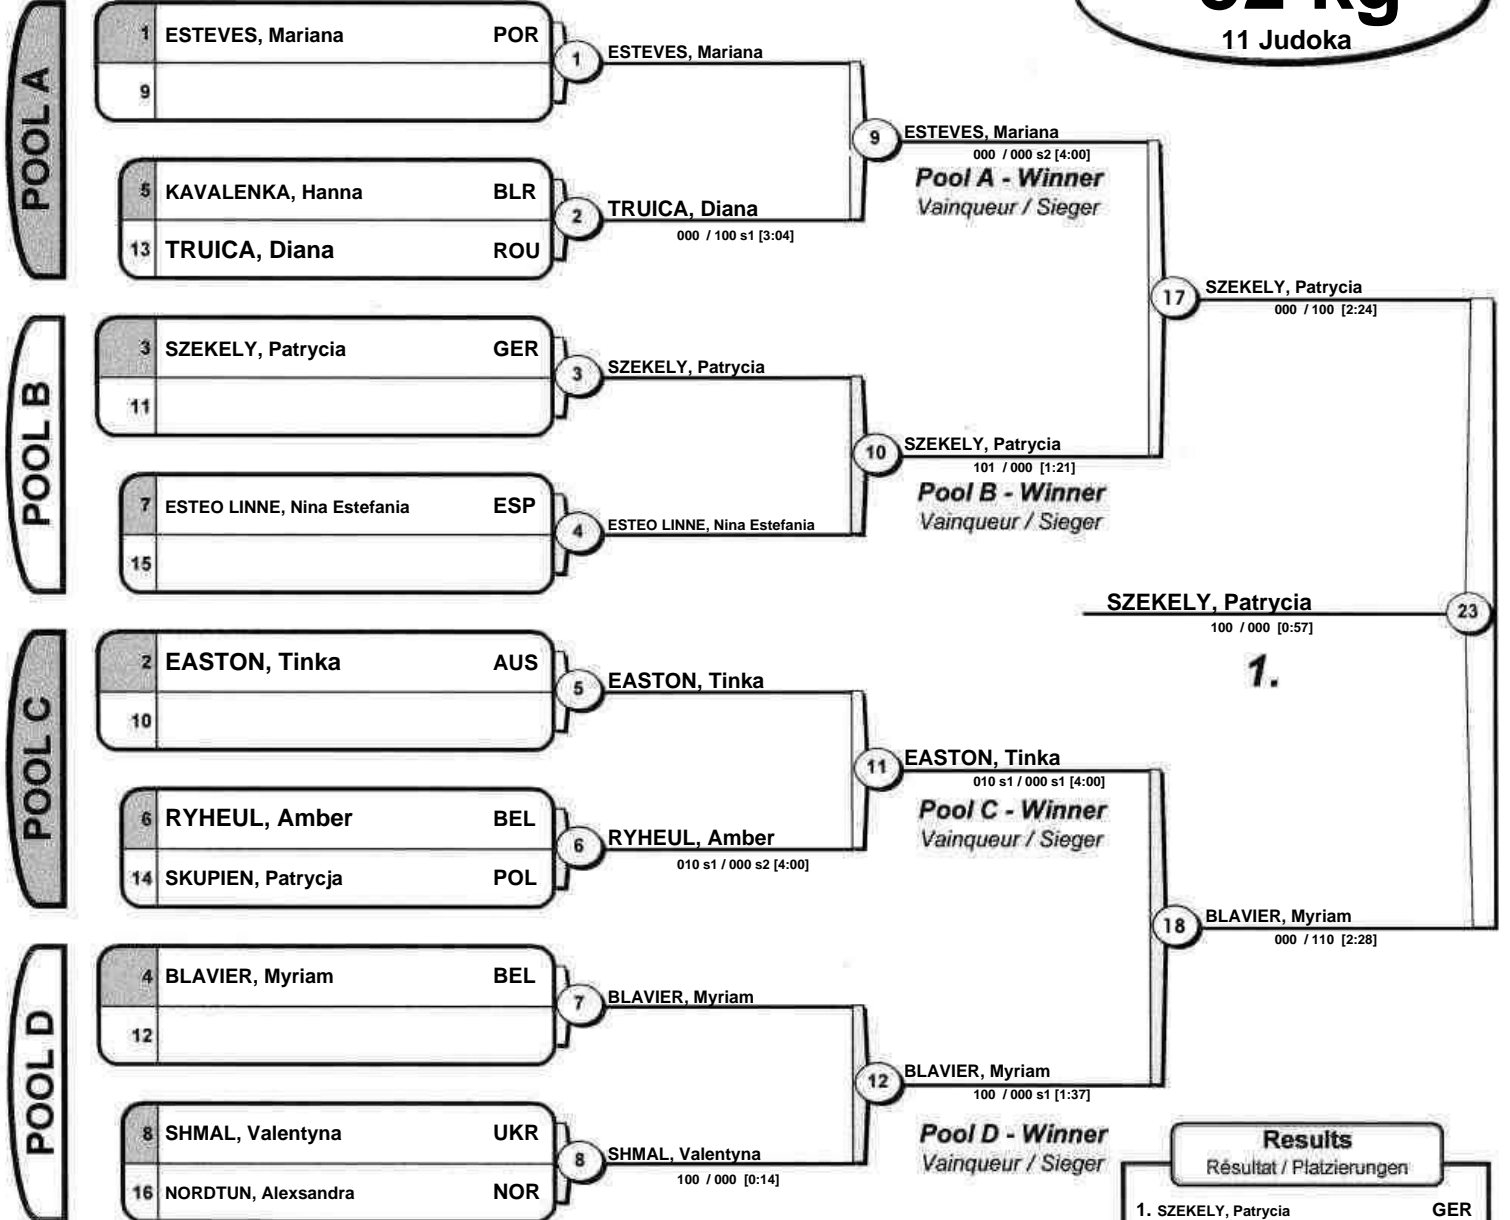 11 Judoka
POOL A
1 ESTEVES, Mariana POR
9
1 ESTEVES, Mariana
5 KAVALENKA, Hanna BLR
13 TRUICA, Diana ROU
2 TRUICA, Diana
000 / 100 s1 [3:04]
9 ESTEVES, Mariana
000 / 000 s2 [4:00]
Pool A - Winner
Vainqueur / Sieger
POOL B
3 SZEKELY, Patrycia GER
11
3 SZEKELY, Patrycia
7 ESTEO LINNE, Nina Estefania ESP
15
4 ESTEO LINNE, Nina Estefania
10 SZEKELY, Patrycia
101 / 000 [1:21]
Pool B - Winner
Vainqueur / Sieger
17 SZEKELY, Patrycia
000 / 100 [2:24]
SZEKELY, Patrycia 23
100 / 000 [0:57]
1.
POOL C
2 EASTON, Tinka AUS
10
5 EASTON, Tinka
6 RYHEUL, Amber BEL
14 SKUPIEN, Patrycja POL
6 RYHEUL, Amber
010 s1 / 000 s2 [4:00]
11 EASTON, Tinka
010 s1 / 000 s1 [4:00]
Pool C - Winner
Vainqueur / Sieger
18 BLAVIER, Myriam
000 / 110 [2:28]
POOL D
4 BLAVIER, Myriam BEL
12
7 BLAVIER, Myriam
8 SHMAL, Valentyna UKR
16 NORDTUN, Alexsandra NOR
8 SHMAL, Valentyna
100 / 000 [0:14]
12 BLAVIER, Myriam
100 / 000 s1 [1:37]
Pool D - Winner
Vainqueur / Sieger
Results
Résultat / Platzierungen
1. SZEKELY, Patrycia GER